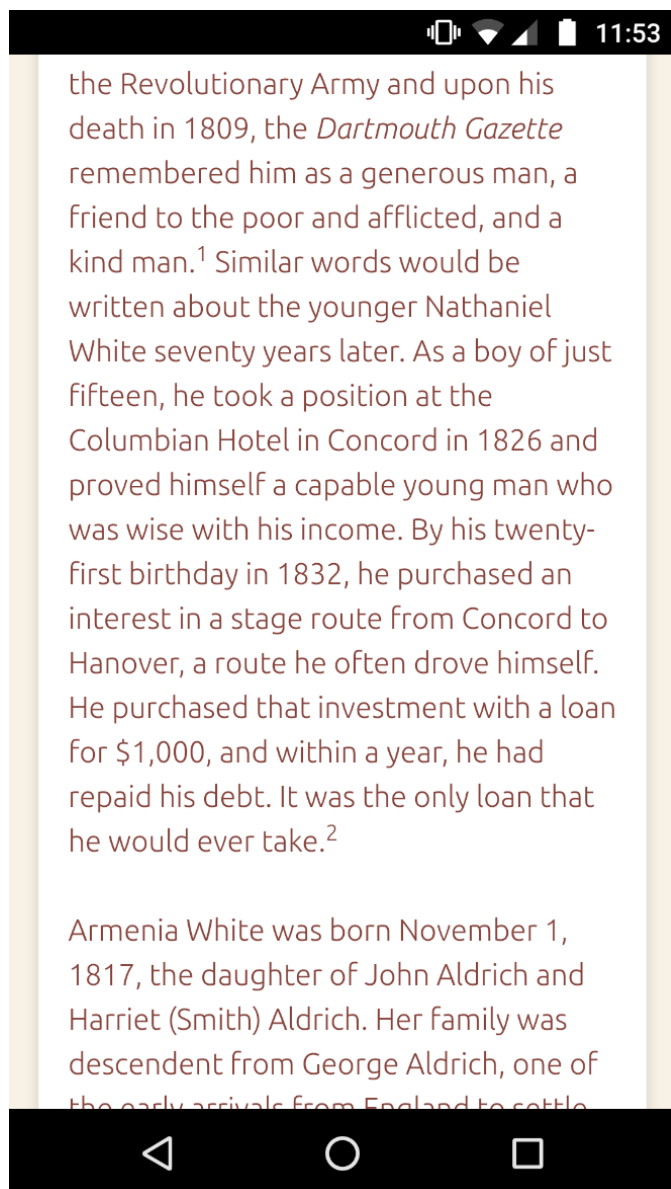 11:53
the Revolutionary Army and upon his
death in 1809, the Dartmouth Gazette
remembered him as a generous man, a
friend to the poor and afflicted, and a
kind man.1 Similar words would be
written about the younger Nathaniel
White seventy years later. As a boy of just
fifteen, he took a position at the
Columbian Hotel in Concord in 1826 and
proved himself a capable young man who
was wise with his income. By his twenty-
first birthday in 1832, he purchased an
interest in a stage route from Concord to
Hanover, a route he often drove himself.
He purchased that investment with a loan
for $1,000, and within a year, he had
repaid his debt. It was the only loan that
he would ever take.2
Armenia White was born November 1,
1817, the daughter of John Aldrich and
Harriet (Smith) Aldrich. Her family was
descendent from George Aldrich, one of
the early arrivals from England to settle